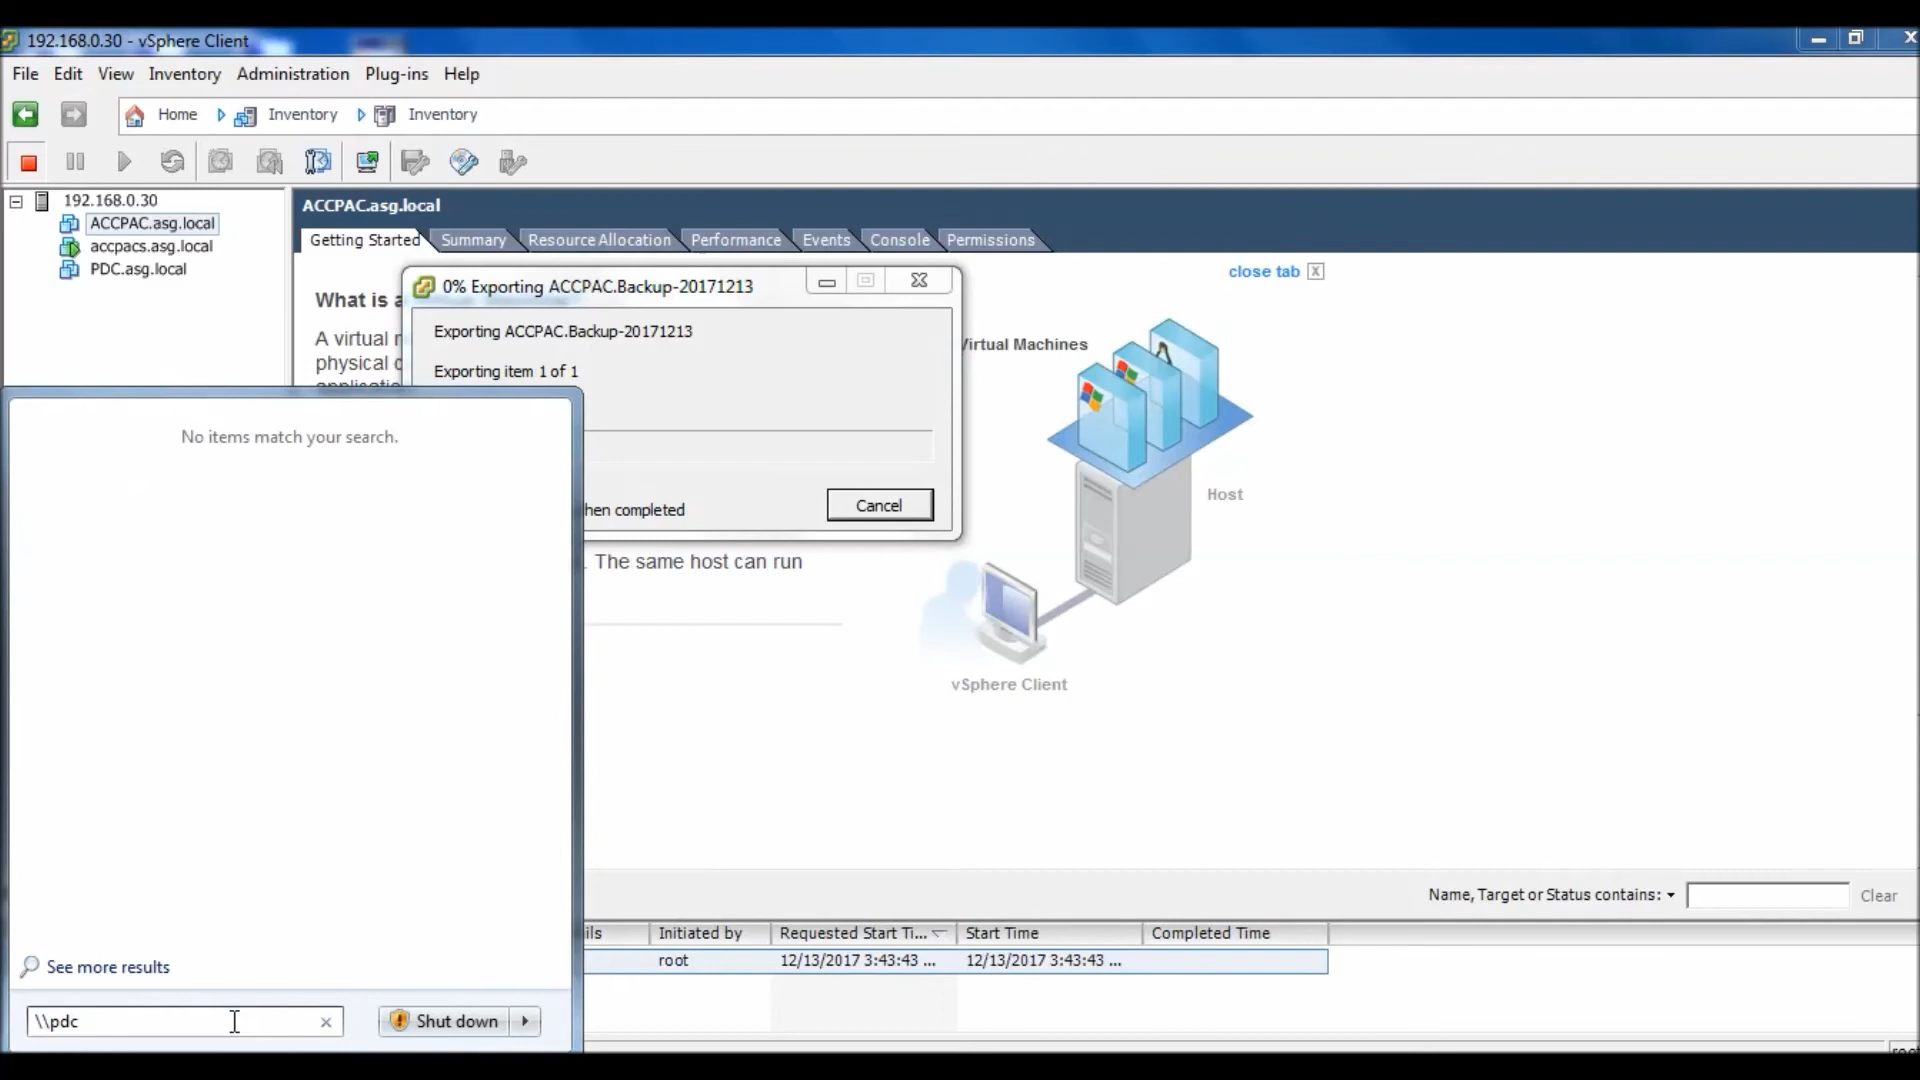 192.168.0.30 - vSphere Client
File Edit View Inventory Administration Plug-ins Help
Home Inventory Inventory
192.168.0.30
ACCPAC.asg.local
accpacs.asg.local
PDC.asg.local
ACCPAC.asg.local
Getting Started Summary Resource Allocation Performance Events Console Permissions
close tab X
What is a
A virtual
physical
0% Exporting ACCPAC.Backup-20171213
Exporting ACCPAC.Backup-20171213
Exporting item 1 of 1
hen completed
Cancel
Virtual Machines
Host
. The same host can run
vSphere Client
No items match your search.
See more results
\\pdc
Shut down
Name, Target or Status contains: Clear
ils Initiated by Requested Start Ti... Start Time Completed Time
root 12/13/2017 3:43:43 ... 12/13/2017 3:43:43 ...